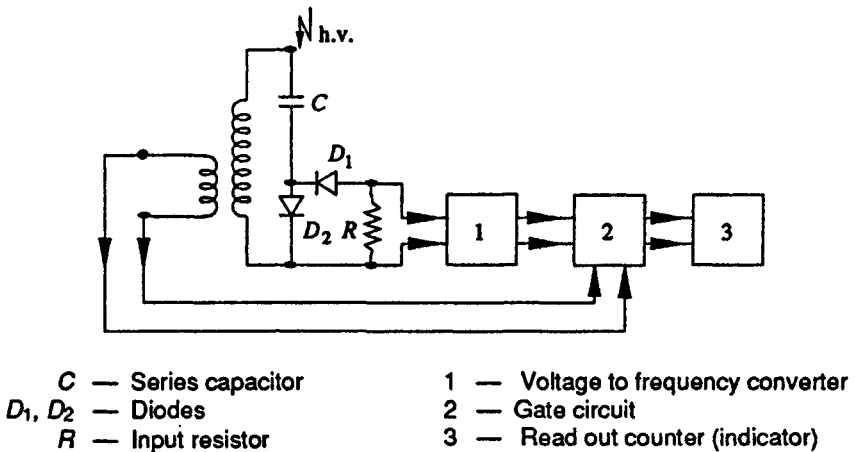 h.v.
C
D₁
D₂ R
1 2 3
C — Series capacitor
D₁, D₂ — Diodes
R — Input resistor
1 — Voltage to frequency converter
2 — Gate circuit
3 — Read out counter (indicator)